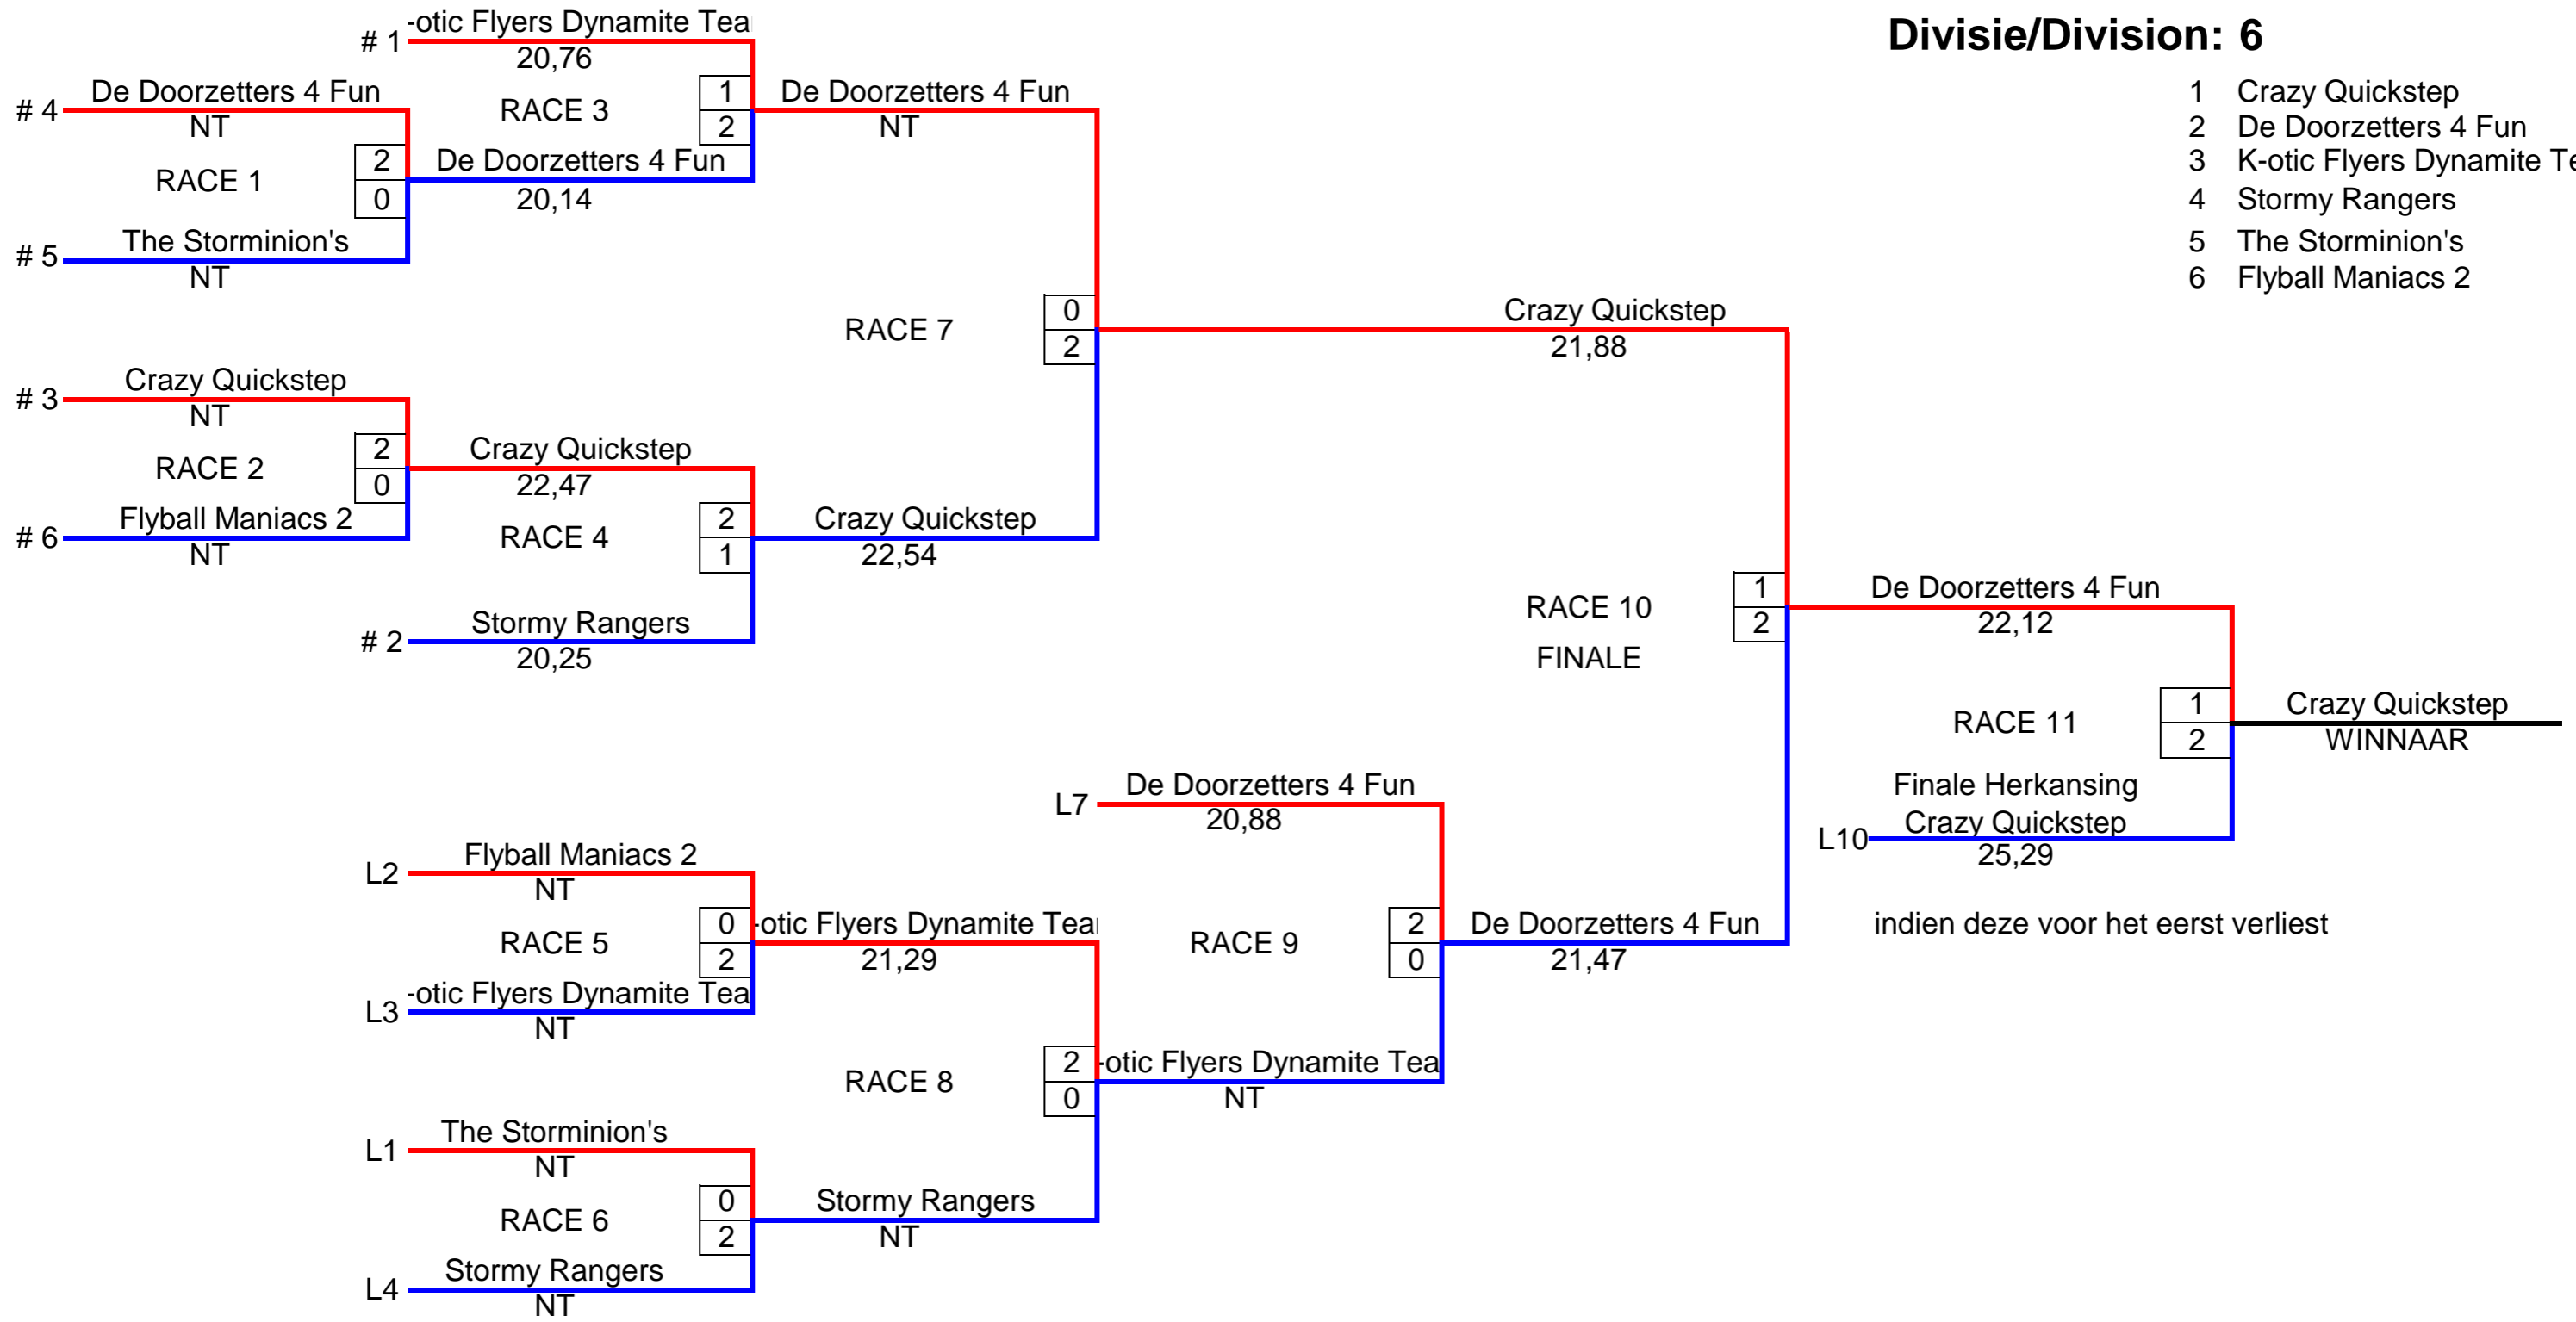 Divisie/Division: 6
1 Crazy Quickstep
2 De Doorzetters 4 Fun
3 K-otic Flyers Dynamite Te
4 Stormy Rangers
5 The Storminion's
6 Flyball Maniacs 2
# 1 -otic Flyers Dynamite Tea
20,76
RACE 3
1
2
De Doorzetters 4 Fun
20,14
# 4 De Doorzetters 4 Fun
NT
RACE 1
2
0
# 5 The Storminion's
NT
De Doorzetters 4 Fun
NT
RACE 7
0
2
# 3 Crazy Quickstep
NT
RACE 2
2
0
# 6 Flyball Maniacs 2
NT
Crazy Quickstep
22,47
RACE 4
2
1
# 2 Stormy Rangers
20,25
Crazy Quickstep
22,54
Crazy Quickstep
21,88
RACE 10
FINALE
1
2
De Doorzetters 4 Fun
22,12
RACE 11
1
2
Crazy Quickstep
WINNAAR
Finale Herkansing
L10 Crazy Quickstep
25,29
indien deze voor het eerst verliest
L7 De Doorzetters 4 Fun
20,88
RACE 9
2
0
De Doorzetters 4 Fun
21,47
L2 Flyball Maniacs 2
NT
RACE 5
0
2
L3 -otic Flyers Dynamite Tea
NT
-otic Flyers Dynamite Tea
21,29
RACE 8
2
0
-otic Flyers Dynamite Tea
NT
L1 The Storminion's
NT
RACE 6
0
2
L4 Stormy Rangers
NT
Stormy Rangers
NT